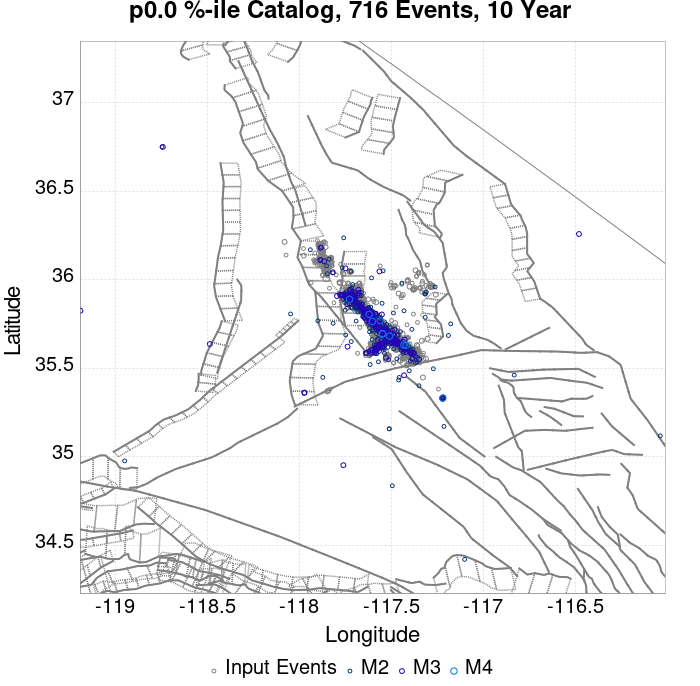 p0.0 %-ile Catalog, 716 Events, 10 Year
37
36.5
36
35.5
35
34.5
Latitude
-119
-118.5
-118
-117.5
-117
-116.5
Longitude
Input Events
M2
M3
M4